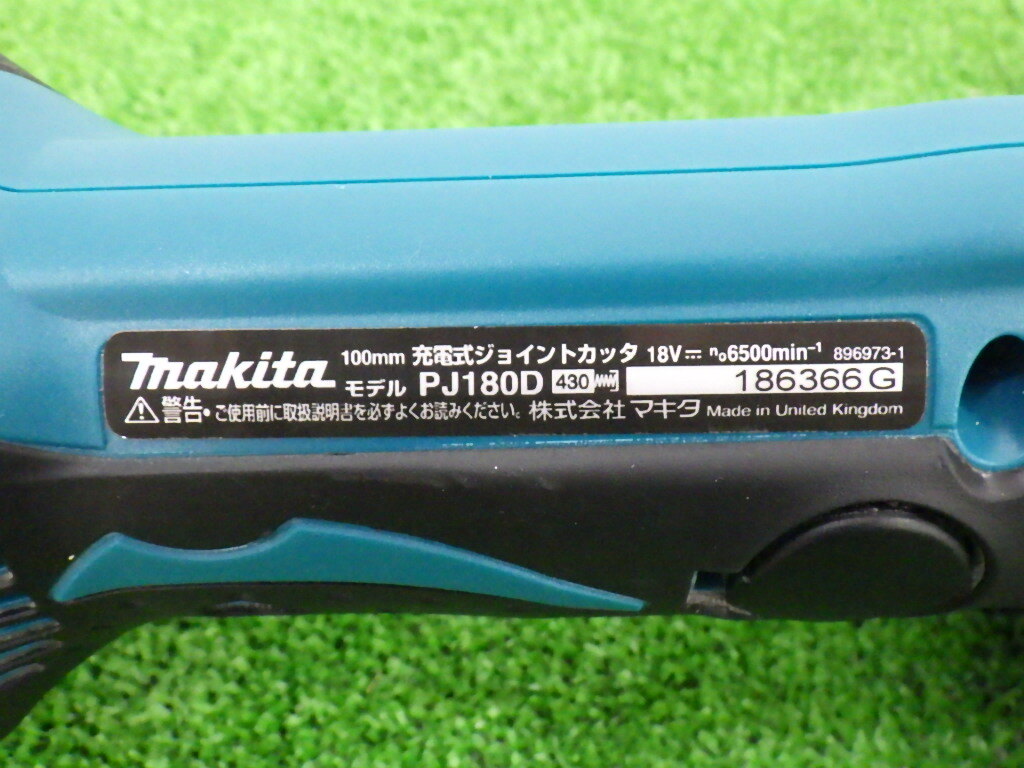 makita 100mm 充電式ジョイントカッタ 18V⎓ n₀6500min⁻¹ 896973-1
モデル PJ180D 430 186366G
⚠警告・ご使用前に取扱説明書を必ずよくお読みください。 株式会社 マキタ Made in United Kingdom